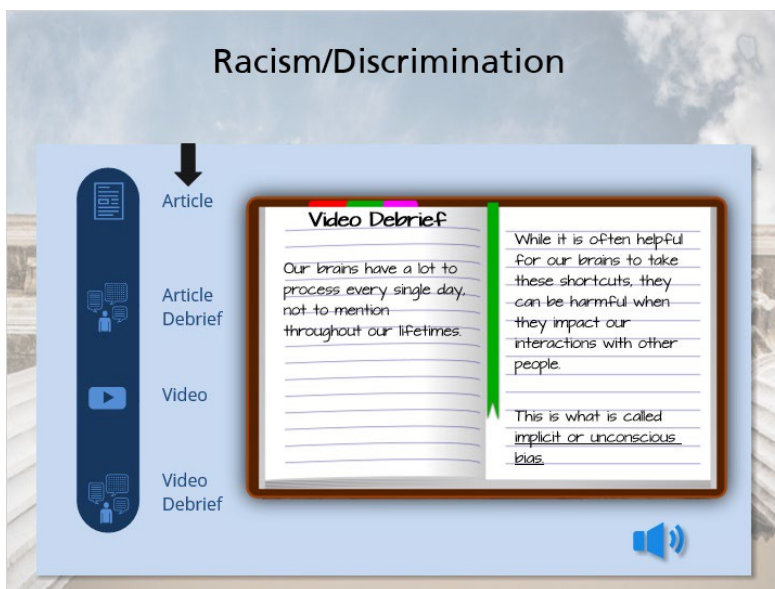 Racism/Discrimination
Article
Article
Debrief
Video
Video
Debrief
Video Debrief
Our brains have a lot to
process every single day,
not to mention
throughout our lifetimes.
While it is often helpful
for our brains to take
these shortcuts, they
can be harmful when
they impact our
interactions with other
people.
This is what is called
implicit or unconscious
bias.